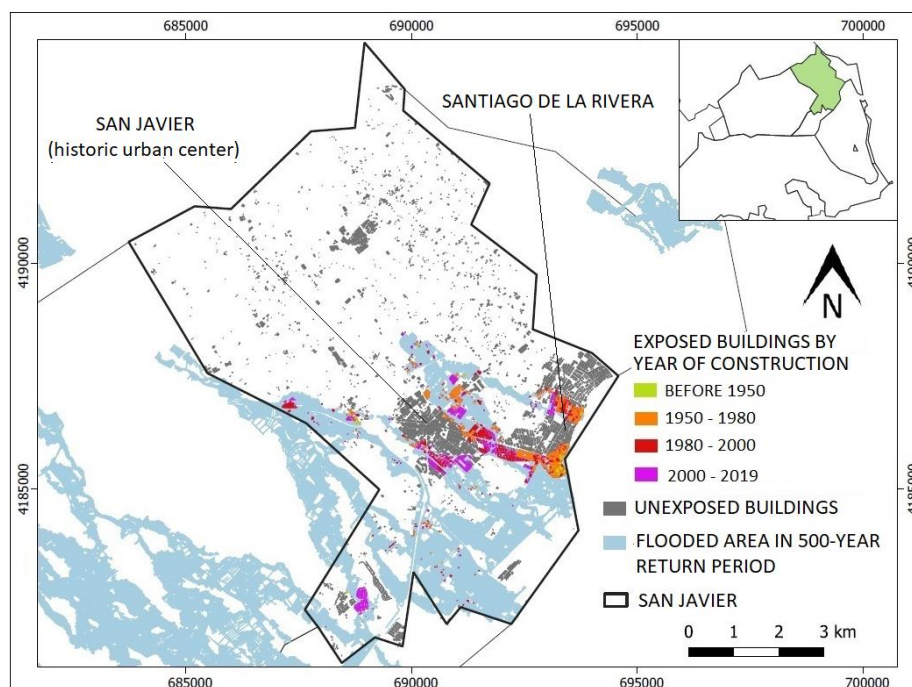 685000 690000 695000 700000
SANTIAGO DE LA RIVERA
SAN JAVIER
(historic urban center)
4190000 4190000
N
EXPOSED BUILDINGS BY
YEAR OF CONSTRUCTION
BEFORE 1950
1950 - 1980
1980 - 2000
2000 - 2019
4185000 4185000
UNEXPOSED BUILDINGS
FLOODED AREA IN 500-YEAR
RETURN PERIOD
SAN JAVIER
0 1 2 3 km
685000 690000 695000 700000